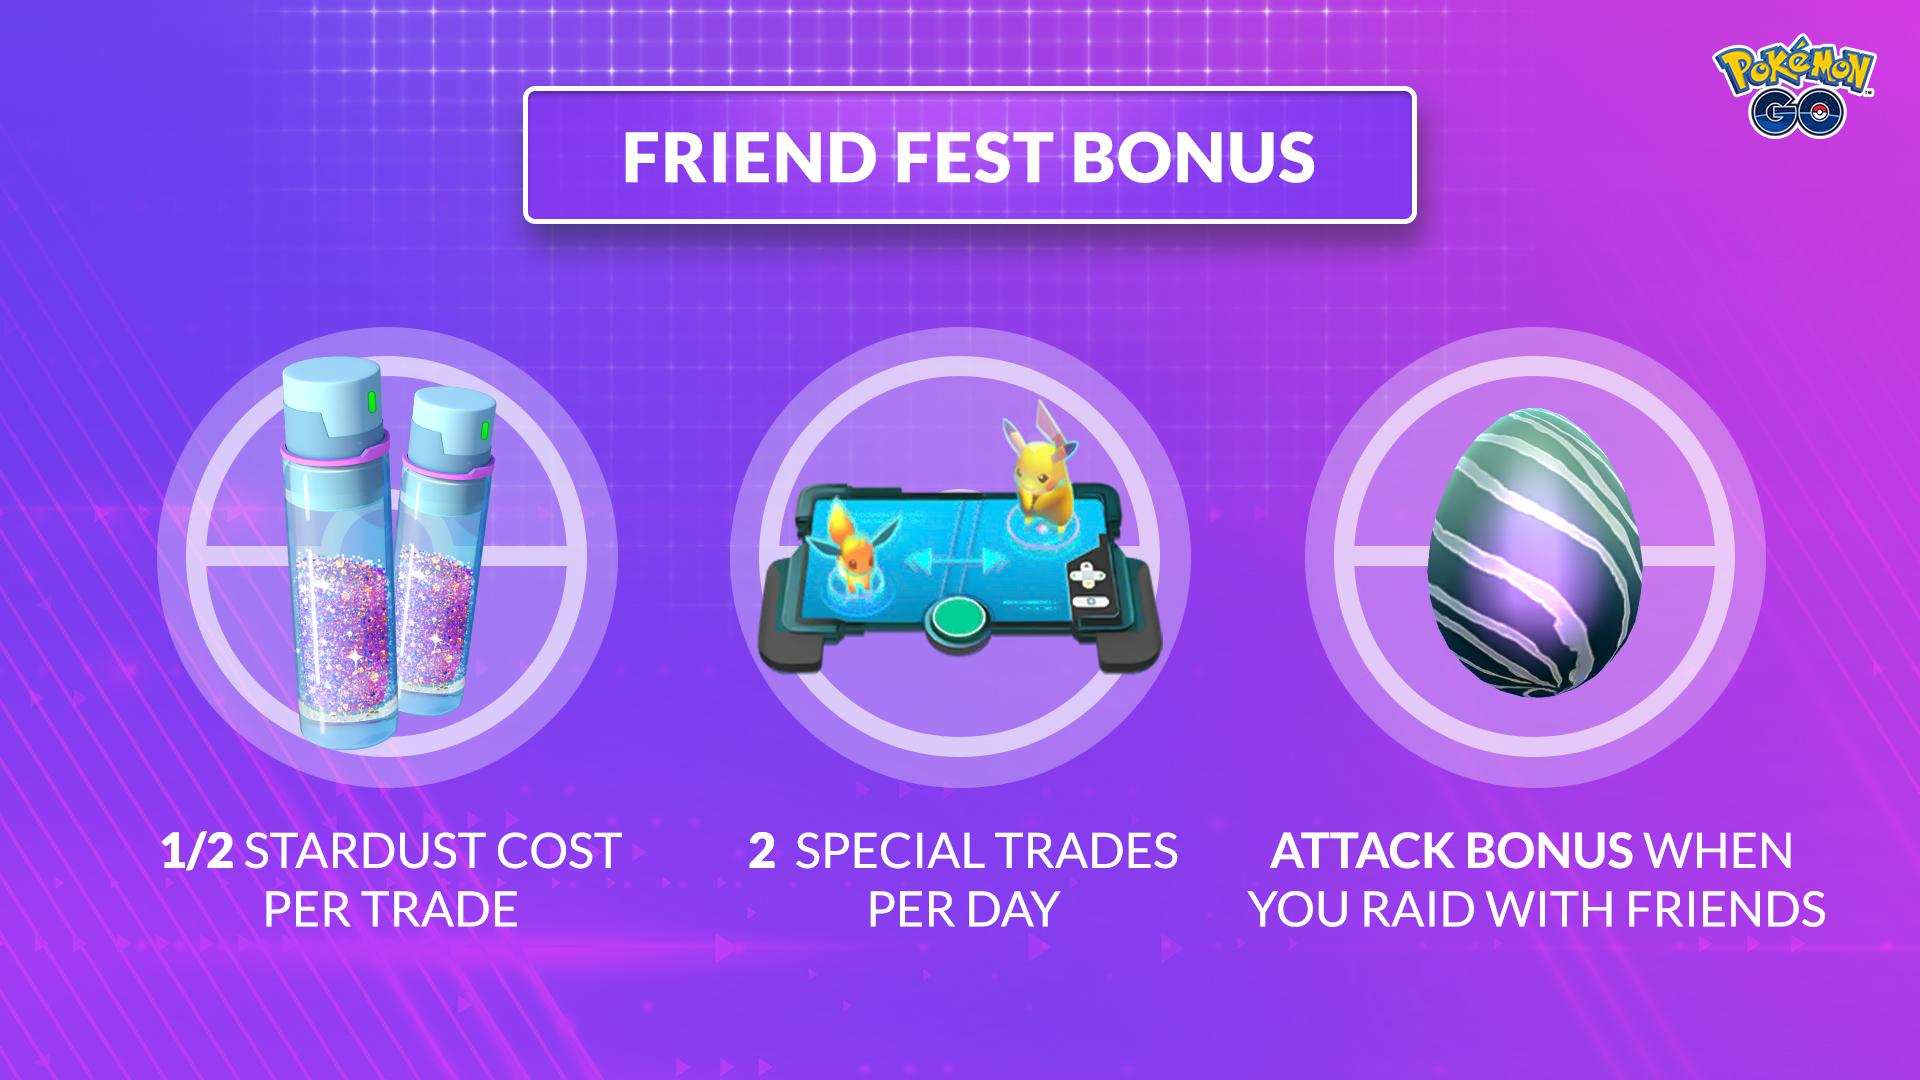 POKéMON
GO
FRIEND FEST BONUS
1/2 STARDUST COST
PER TRADE
2 SPECIAL TRADES
PER DAY
ATTACK BONUS WHEN
YOU RAID WITH FRIENDS